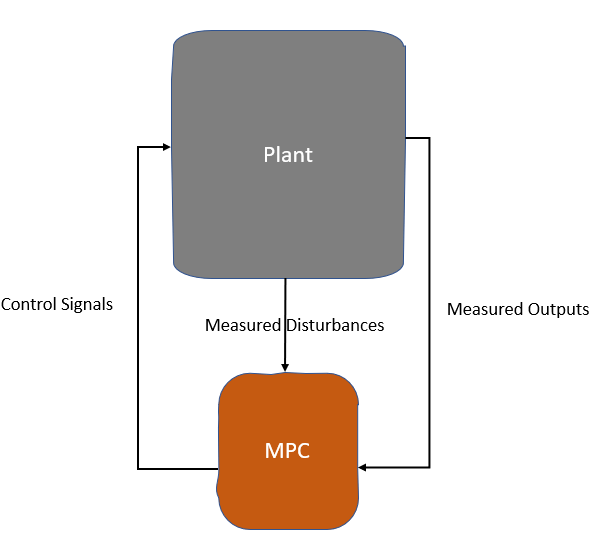 Plant
Control Signals
Measured Outputs
Measured Disturbances
MPC